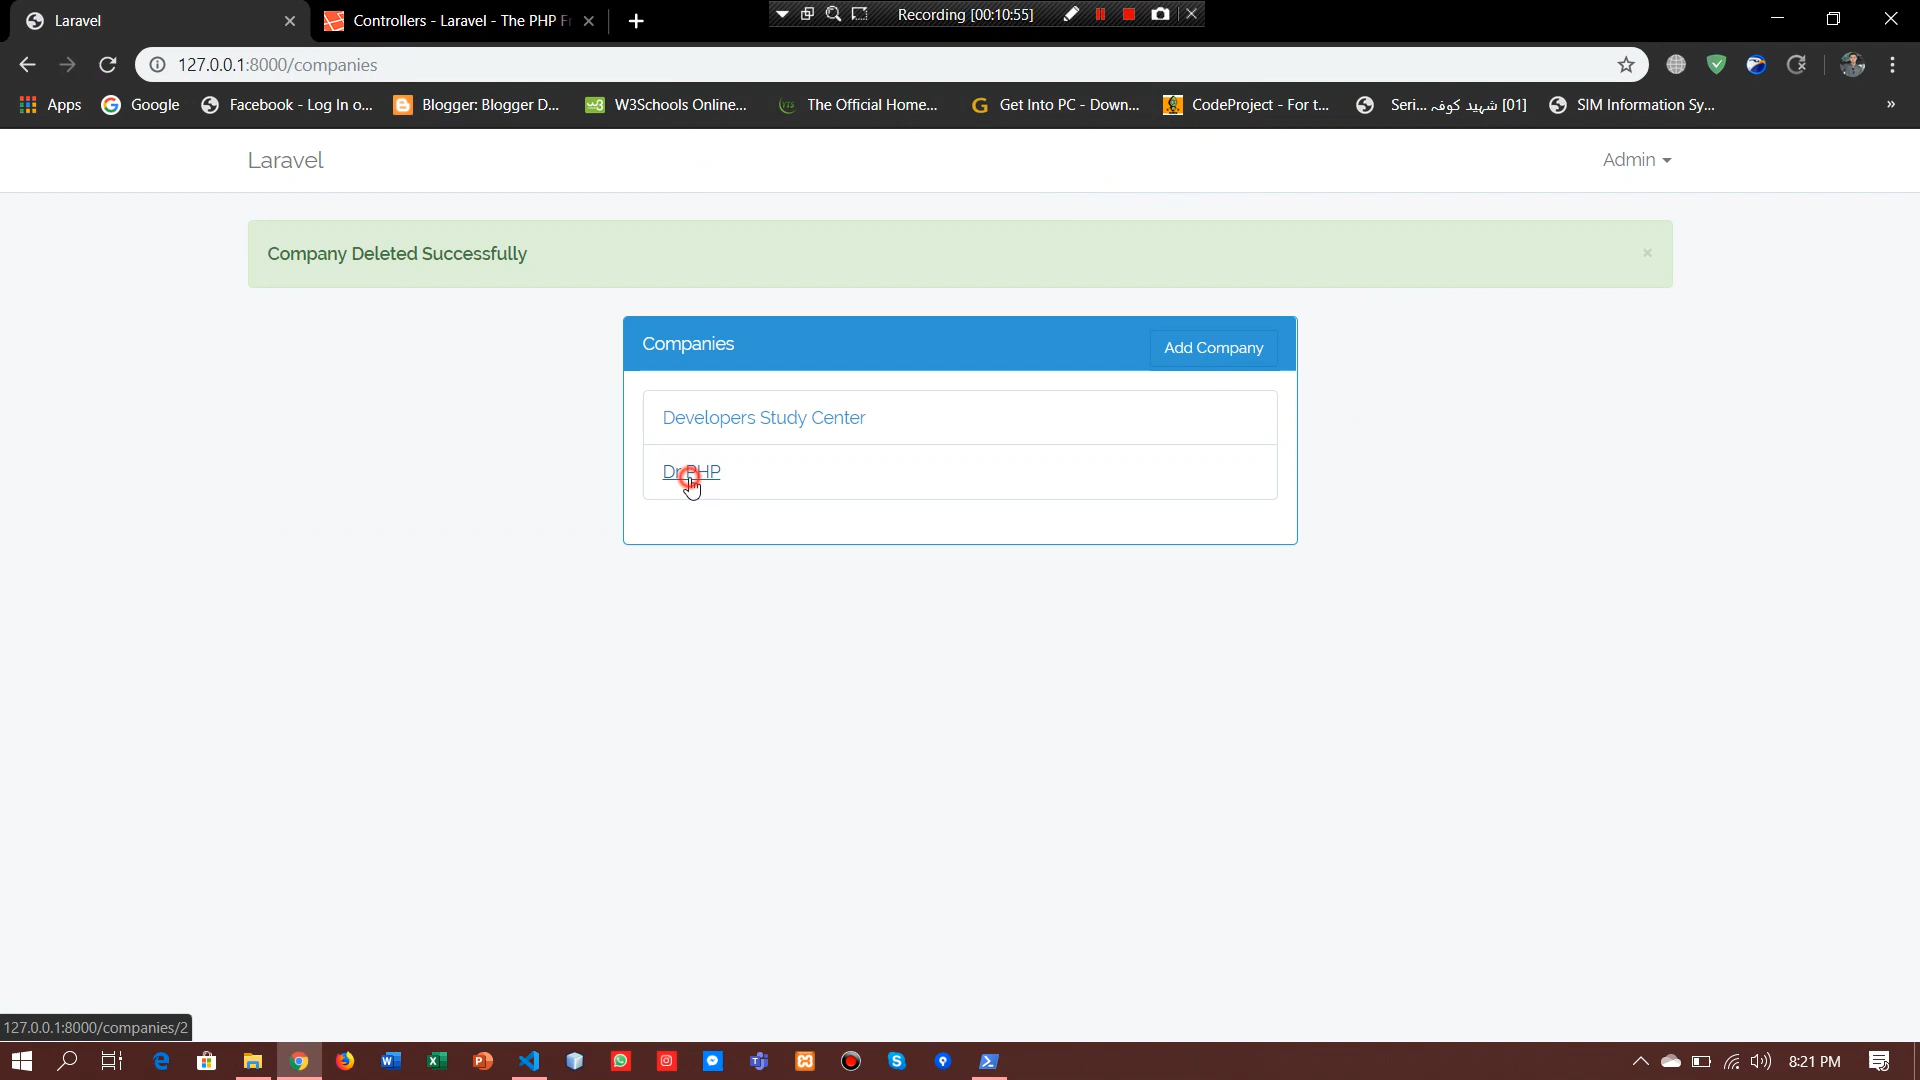 Laravel
Controllers - Laravel - The PHP F
Recording [00:10:55]
127.0.0.1:8000/companies
Apps
Google
Facebook - Log In o...
Blogger: Blogger D...
W3Schools Online...
The Official Home...
Get Into PC - Down...
CodeProject - For t...
Seri... شهید کوفہ [01]
SIM Information Sy...
»
Laravel
Admin
Company Deleted Successfully
×
Companies
Add Company
Developers Study Center
Dr PHP
127.0.0.1:8000/companies/2
8:21 PM